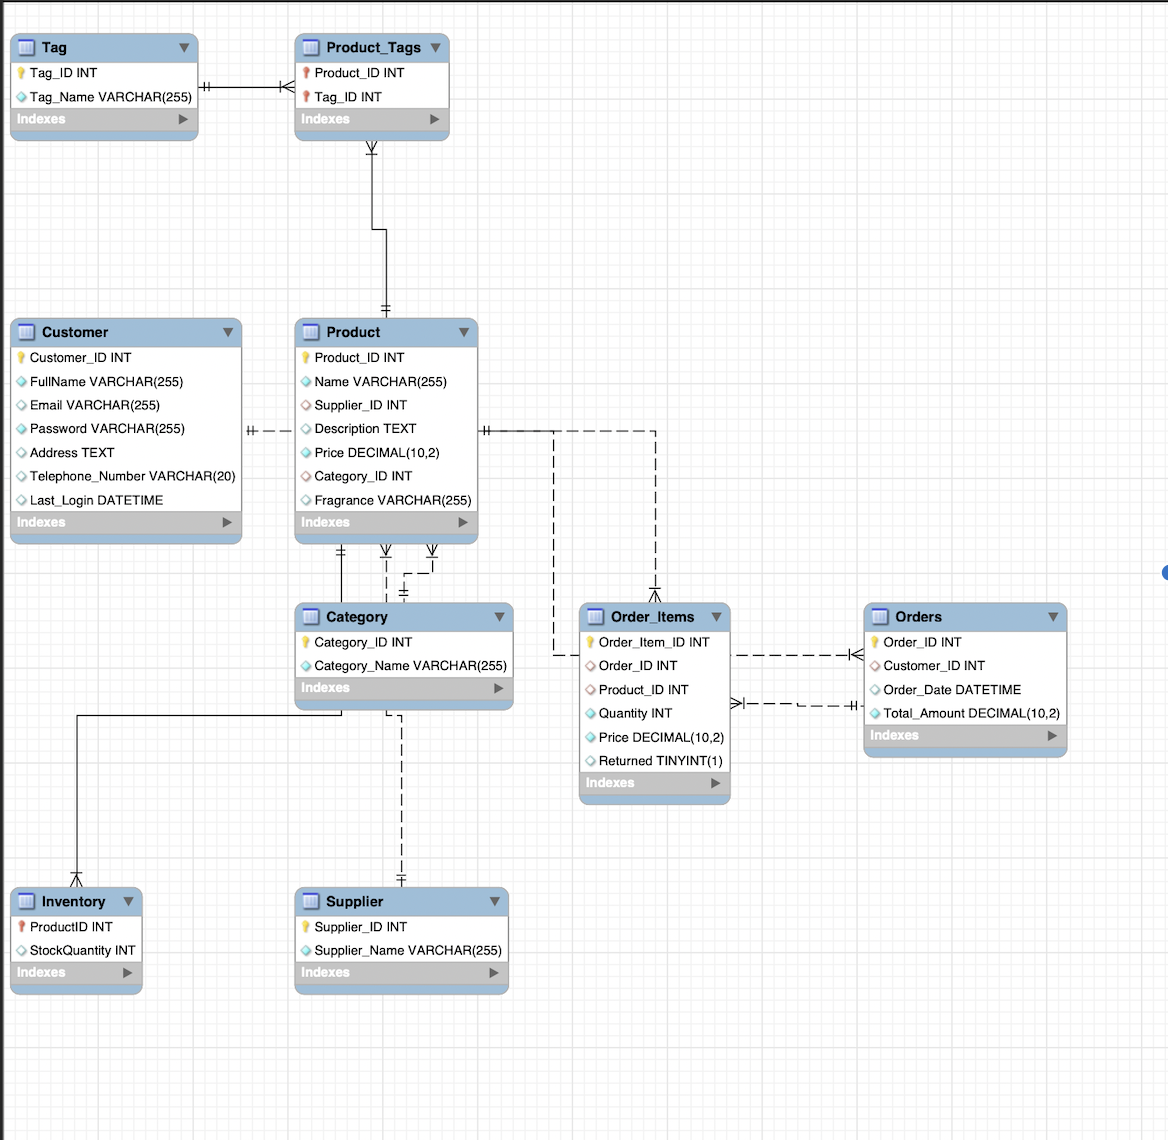 Tag
Tag_ID INT
Tag_Name VARCHAR(255)
Indexes
Product_Tags
Product_ID INT
Tag_ID INT
Indexes
Customer
Customer_ID INT
FullName VARCHAR(255)
Email VARCHAR(255)
Password VARCHAR(255)
Address TEXT
Telephone_Number VARCHAR(20)
Last_Login DATETIME
Indexes
Product
Product_ID INT
Name VARCHAR(255)
Supplier_ID INT
Description TEXT
Price DECIMAL(10,2)
Category_ID INT
Fragrance VARCHAR(255)
Indexes
Category
Category_ID INT
Category_Name VARCHAR(255)
Indexes
Order_Items
Order_Item_ID INT
Order_ID INT
Product_ID INT
Quantity INT
Price DECIMAL(10,2)
Returned TINYINT(1)
Indexes
Orders
Order_ID INT
Customer_ID INT
Order_Date DATETIME
Total_Amount DECIMAL(10,2)
Indexes
Inventory
ProductID INT
StockQuantity INT
Indexes
Supplier
Supplier_ID INT
Supplier_Name VARCHAR(255)
Indexes